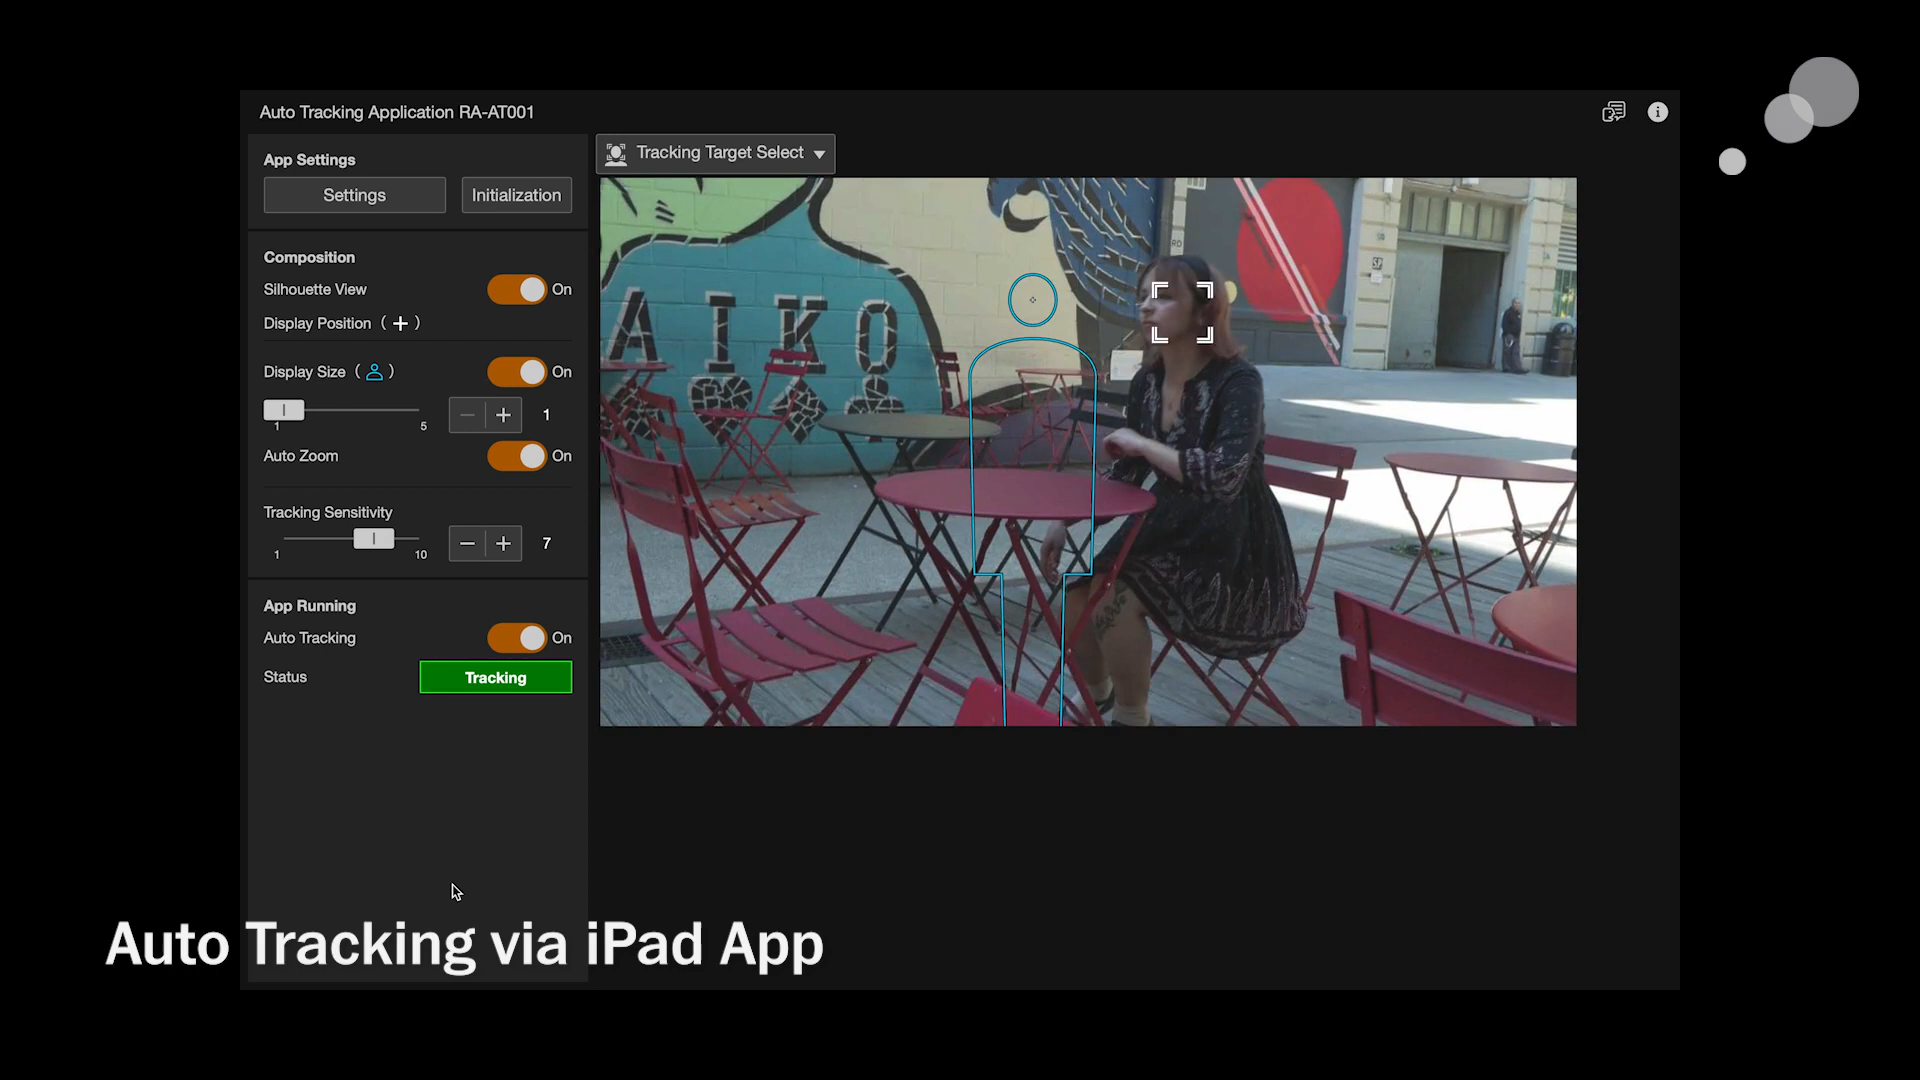 Auto Tracking Application RA-AT001
App Settings
Settings
Initialization
Composition
Silhouette View
On
Display Position ( + )
Display Size ( )
On
1
5
1
Auto Zoom
On
Tracking Sensitivity
1
10
7
App Running
Auto Tracking
On
Status
Tracking
Tracking Target Select
AIKO
RD
Auto Tracking via iPad App